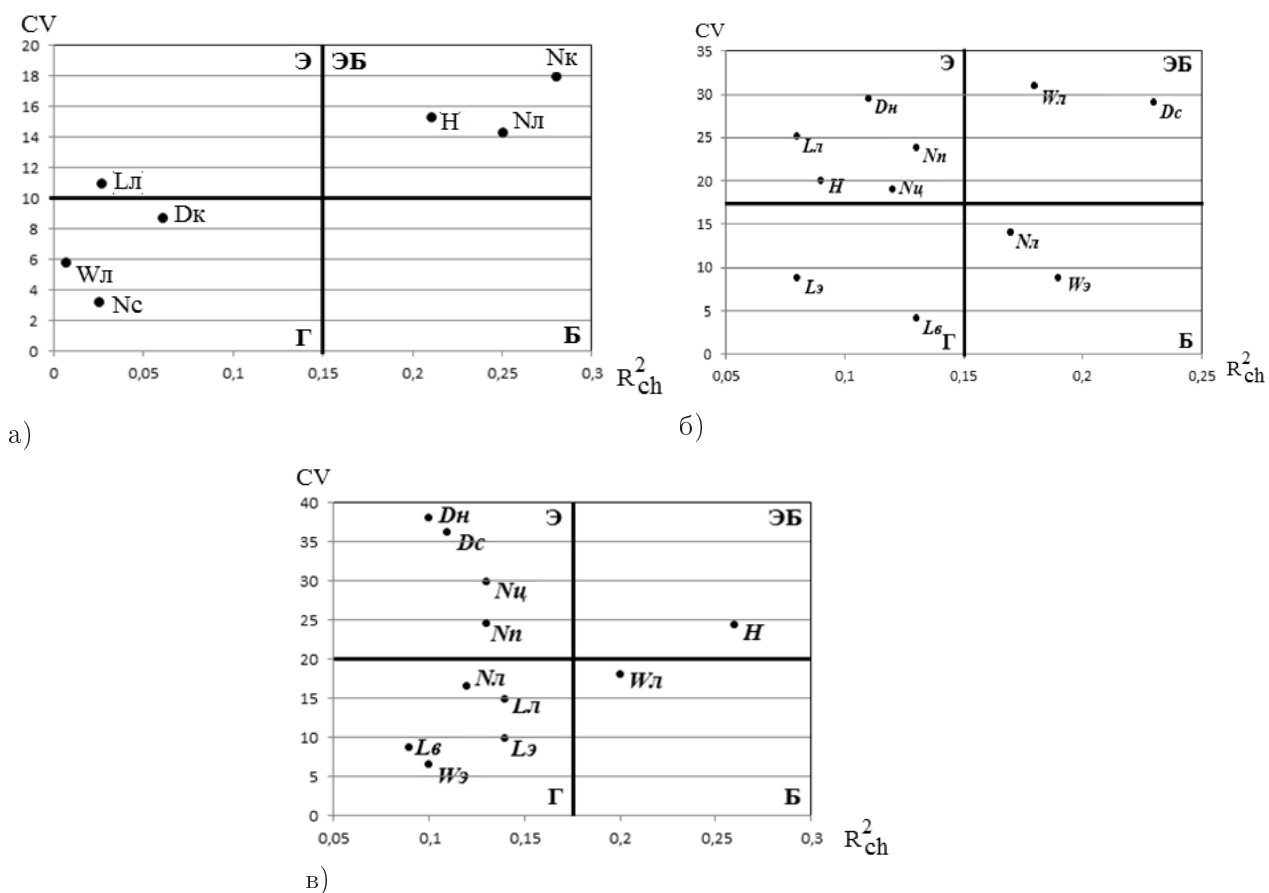 CV
20
18
16
14
12
10
8
6
4
2
0
Э
ЭБ
Nк
H
Nл
Lл
Dк
Wл
Nс
Г
Б
0
0,05
0,1
0,15
0,2
0,25
0,3
R²ch
а)
CV
35
30
25
20
15
10
5
0
Э
ЭБ
Dн
Wл
Dс
Lл
Nп
H
Nц
Nл
Lэ
Wэ
Lв
Г
Б
0,05
0,1
0,15
0,2
0,25
R²ch
б)
CV
40
35
30
25
20
15
10
5
0
Э
ЭБ
Dн
Dс
Nц
Nп
H
Nл
Wл
Lл
Lв
Lэ
Wэ
Г
Б
0,05
0,1
0,15
0,2
0,25
0,3
R²ch
в)